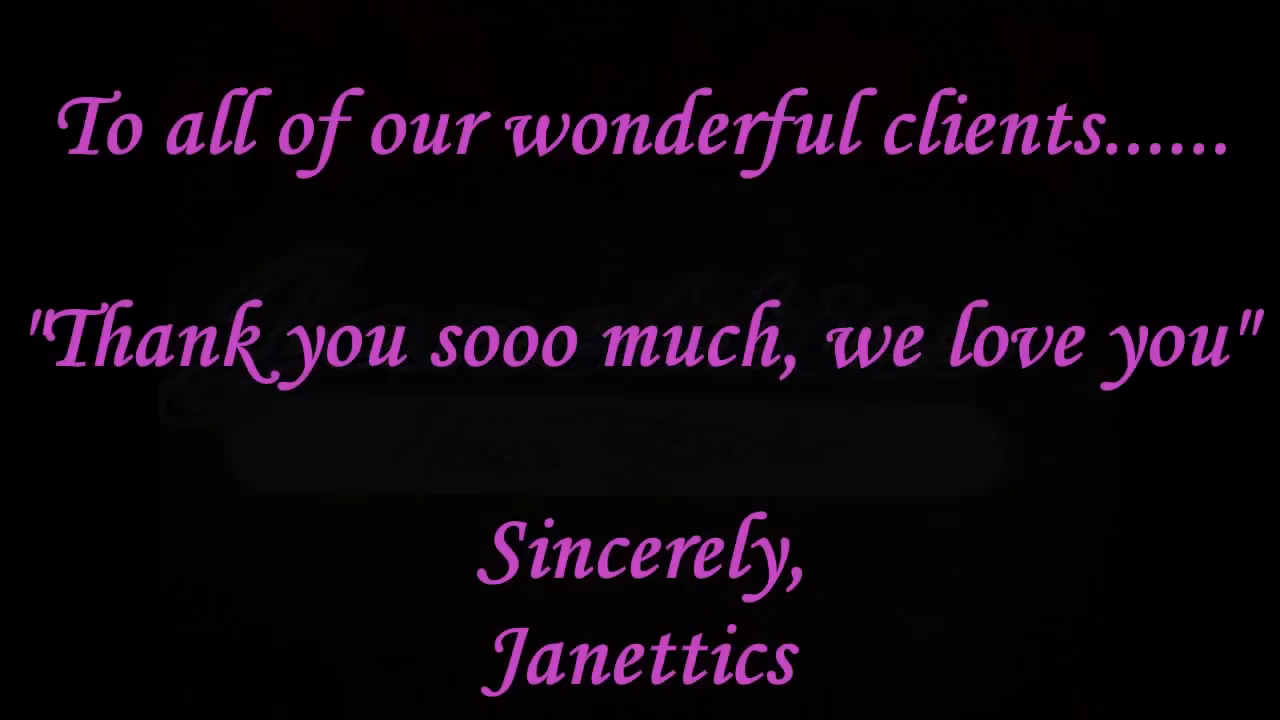 To all of our wonderful clients......
"Thank you sooo much, we love you"
Sincerely,
Janettics